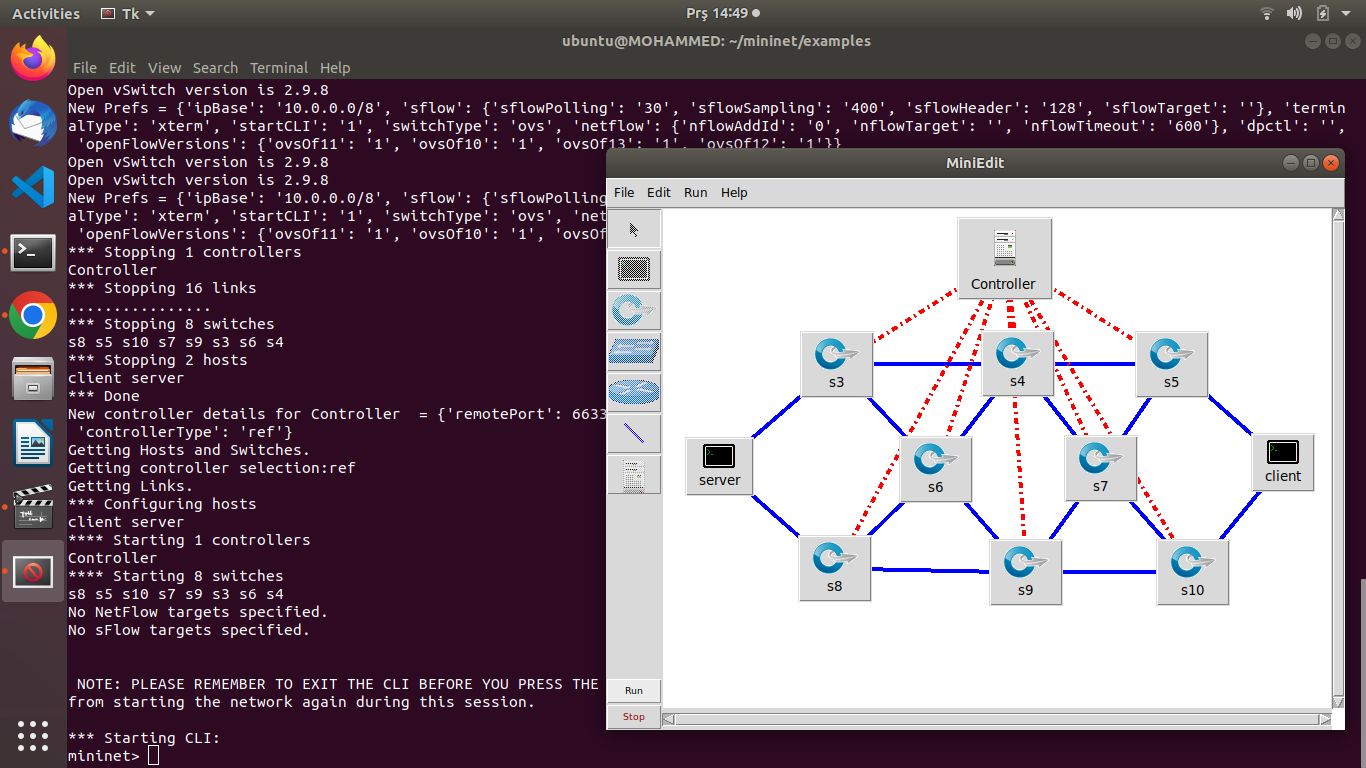 Activities Tk Prş 14:49
ubuntu@MOHAMMED: ~/mininet/examples
File Edit View Search Terminal Help
Open vSwitch version is 2.9.8
New Prefs = {'ipBase': '10.0.0.0/8', 'sflow': {'sflowPolling': '30', 'sflowSampling': '400', 'sflowHeader': '128', 'sflowTarget': ''}, 'termin
alType': 'xterm', 'startCLI': '1', 'switchType': 'ovs', 'netflow': {'nflowAddId': '0', 'nflowTarget': '', 'nflowTimeout': '600'}, 'dpctl': '',
'openFlowVersions': {'ovsOf11': '1', 'ovsOf10': '1', 'ovsOf13': '1', 'ovsOf12': '1'}}
Open vSwitch version is 2.9.8
Open vSwitch version is 2.9.8
New Prefs = {'ipBase': '10.0.0.0/8', 'sflow': {'sflowPolling
alType': 'xterm', 'startCLI': '1', 'switchType': 'ovs', 'net
'openFlowVersions': {'ovsOf11': '1', 'ovsOf10': '1', 'ovsOf
*** Stopping 1 controllers
Controller
*** Stopping 16 links
................
*** Stopping 8 switches
s8 s5 s10 s7 s9 s3 s6 s4
*** Stopping 2 hosts
client server
*** Done
New controller details for Controller = {'remotePort': 6633
'controllerType': 'ref'}
Getting Hosts and Switches.
Getting controller selection:ref
Getting Links.
*** Configuring hosts
client server
**** Starting 1 controllers
Controller
**** Starting 8 switches
s8 s5 s10 s7 s9 s3 s6 s4
No NetFlow targets specified.
No sFlow targets specified.
NOTE: PLEASE REMEMBER TO EXIT THE CLI BEFORE YOU PRESS THE
from starting the network again during this session.
*** Starting CLI:
mininet>
MiniEdit
File Edit Run Help
Controller
s3 s4 s5
server s6 s7 client
s8 s9 s10
Run
Stop